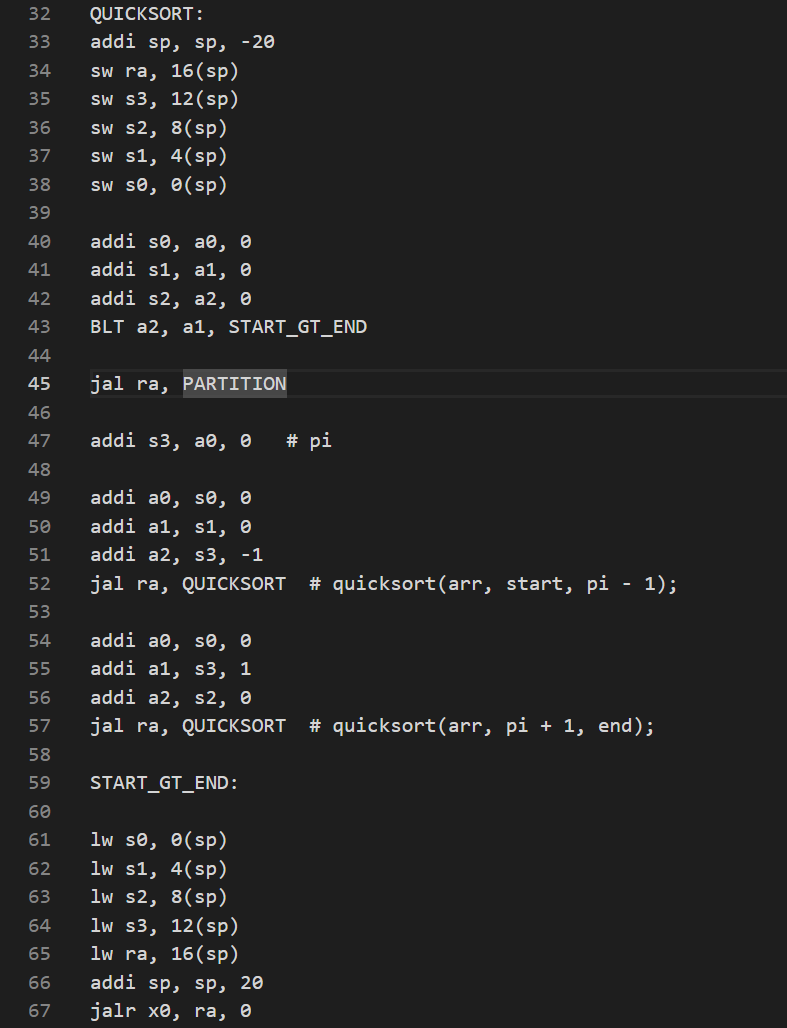 32 QUICKSORT:
33 addi sp, sp, -20
34 sw ra, 16(sp)
35 sw s3, 12(sp)
36 sw s2, 8(sp)
37 sw s1, 4(sp)
38 sw s0, 0(sp)
39
40 addi s0, a0, 0
41 addi s1, a1, 0
42 addi s2, a2, 0
43 BLT a2, a1, START_GT_END
44
45 jal ra, PARTITION
46
47 addi s3, a0, 0   # pi
48
49 addi a0, s0, 0
50 addi a1, s1, 0
51 addi a2, s3, -1
52 jal ra, QUICKSORT  # quicksort(arr, start, pi - 1);
53
54 addi a0, s0, 0
55 addi a1, s3, 1
56 addi a2, s2, 0
57 jal ra, QUICKSORT  # quicksort(arr, pi + 1, end);
58
59 START_GT_END:
60
61 lw s0, 0(sp)
62 lw s1, 4(sp)
63 lw s2, 8(sp)
64 lw s3, 12(sp)
65 lw ra, 16(sp)
66 addi sp, sp, 20
67 jalr x0, ra, 0